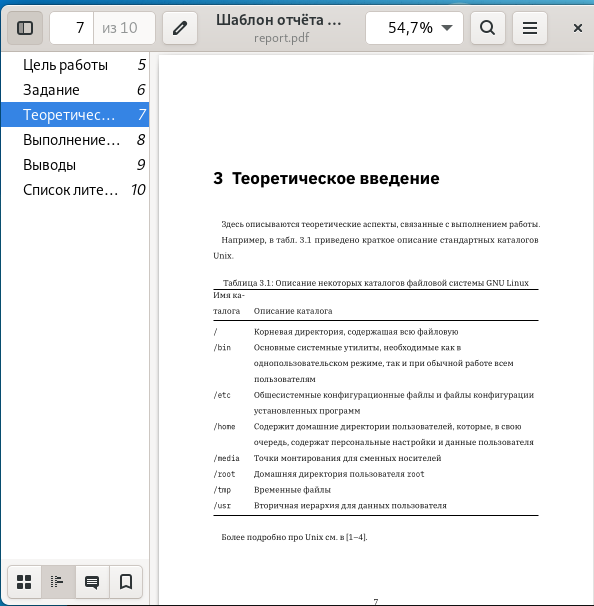 7 из 10
Шаблон отчёта ...
report.pdf
54,7%
Цель работы 5
Задание 6
Теоретичес... 7
Выполнение... 8
Выводы 9
Список лите... 10
3 Теоретическое введение
Здесь описываются теоретические аспекты, связанные с выполнением работы.
Например, в табл. 3.1 приведено краткое описание стандартных каталогов
Unix.
Таблица 3.1: Описание некоторых каталогов файловой системы GNU Linux
Имя ка-
талога Описание каталога
/ Корневая директория, содержащая всю файловую
/bin Основные системные утилиты, необходимые как в
однопользовательском режиме, так и при обычной работе всем
пользователям
/etc Общесистемные конфигурационные файлы и файлы конфигурации
установленных программ
/home Содержит домашние директории пользователей, которые, в свою
очередь, содержат персональные настройки и данные пользователя
/media Точки монтирования для сменных носителей
/root Домашняя директория пользователя root
/tmp Временные файлы
/usr Вторичная иерархия для данных пользователя
Более подробно про Unix см. в [1–4].
7